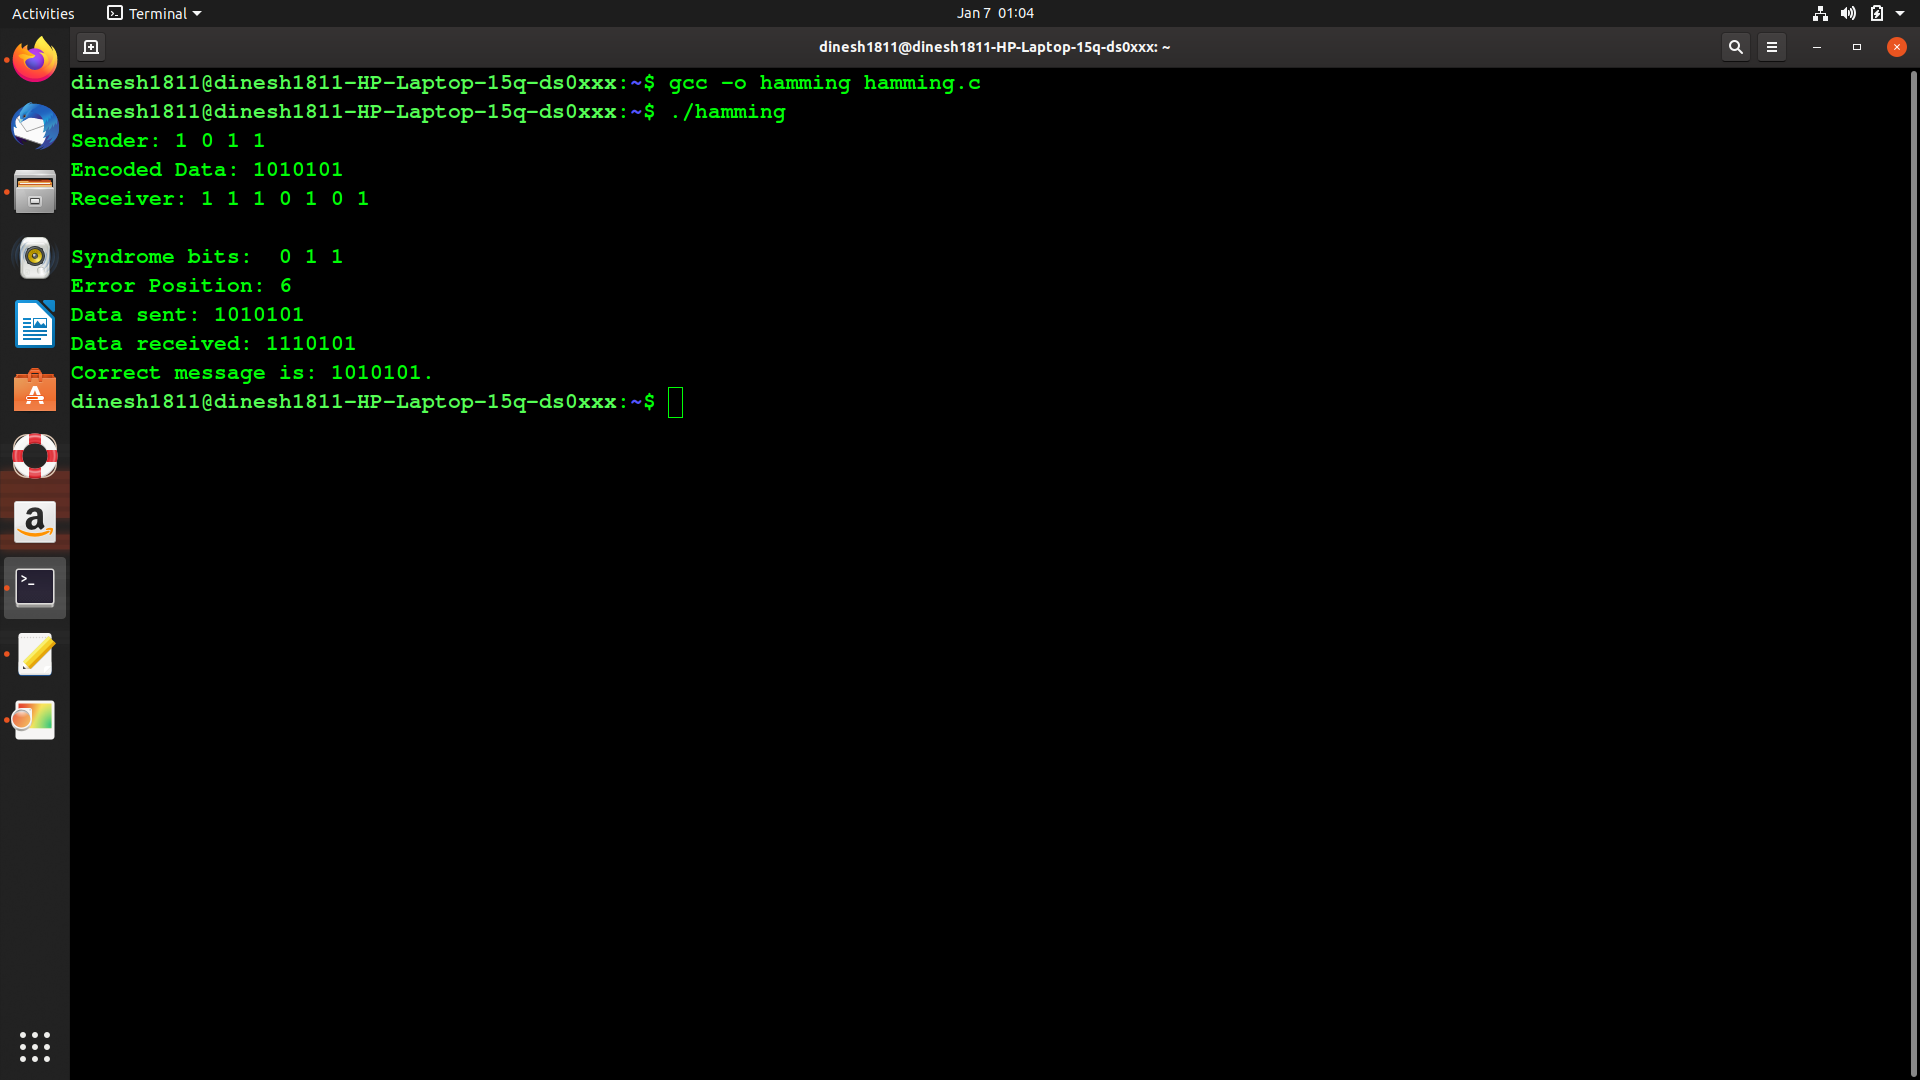 Activities Terminal Jan 7 01:04
dinesh1811@dinesh1811-HP-Laptop-15q-ds0xxx: ~
dinesh1811@dinesh1811-HP-Laptop-15q-ds0xxx:~$ gcc -o hamming hamming.c
dinesh1811@dinesh1811-HP-Laptop-15q-ds0xxx:~$ ./hamming
Sender: 1 0 1 1
Encoded Data: 1010101
Receiver: 1 1 1 0 1 0 1
Syndrome bits:  0 1 1
Error Position: 6
Data sent: 1010101
Data received: 1110101
Correct message is: 1010101.
dinesh1811@dinesh1811-HP-Laptop-15q-ds0xxx:~$